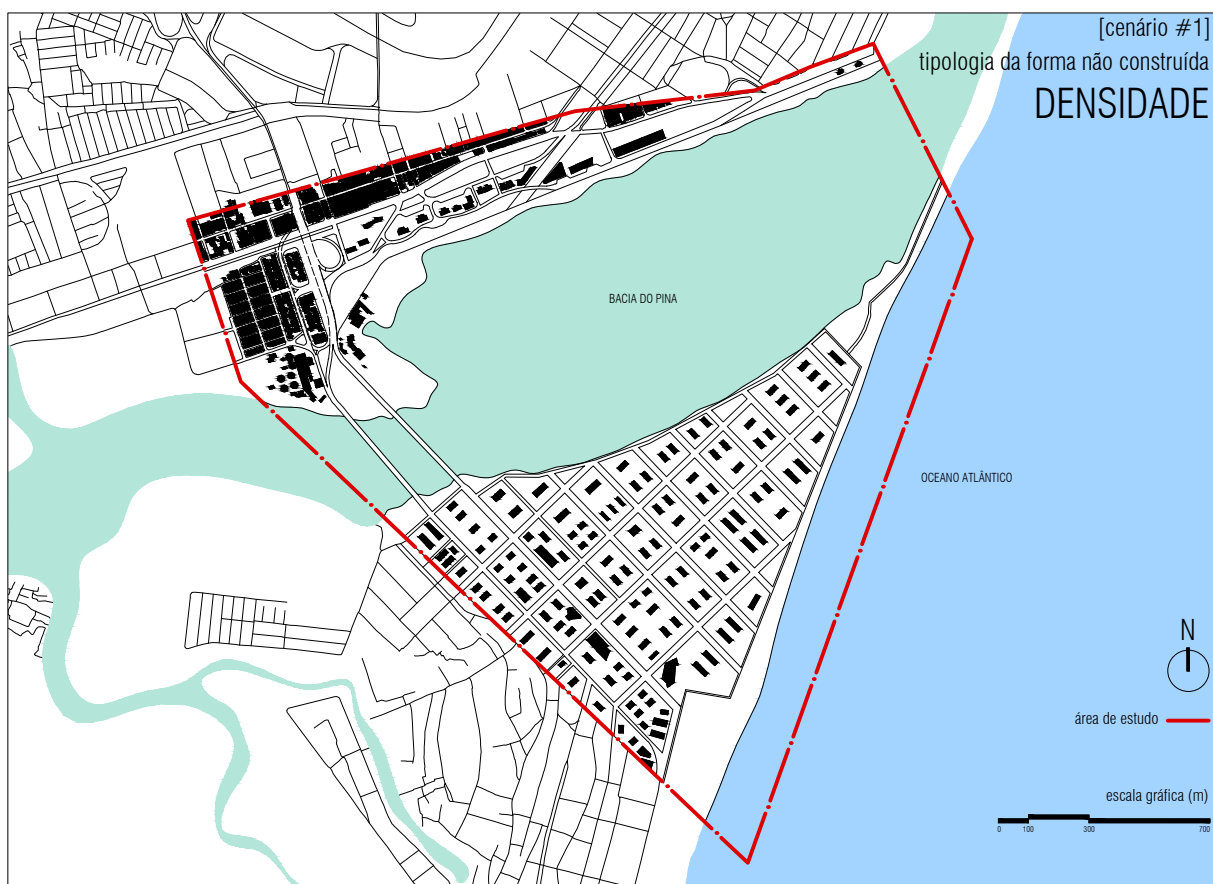 [cenário #1]
tipologia da forma não construída
DENSIDADE
BACIA DO PINA
OCEANO ATLÂNTICO
N
área de estudo
escala gráfica (m)
0 100 300 700